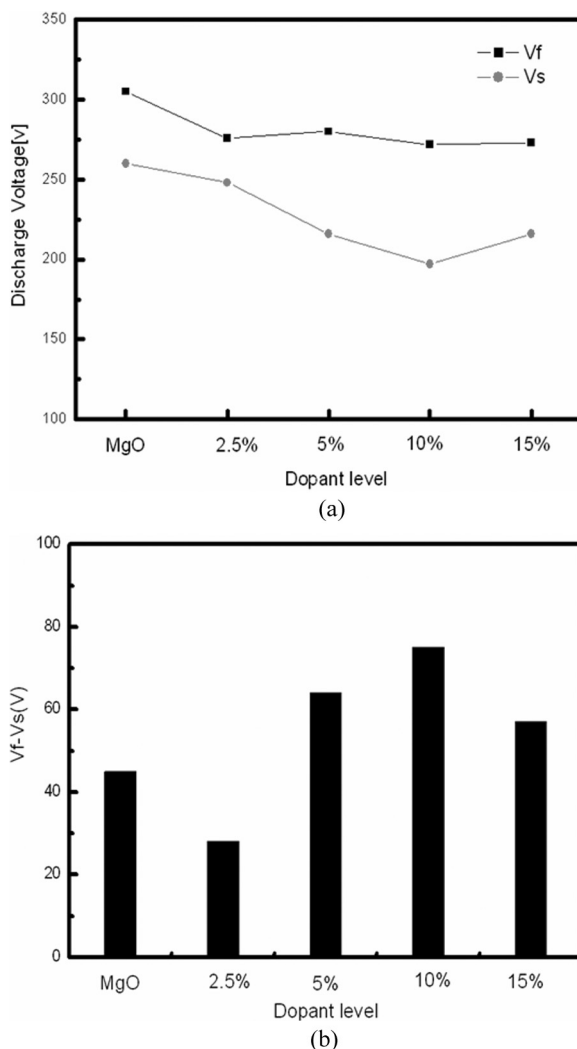 350
300
250
200
150
100
Discharge Voltage[v]
Vf
Vs
MgO 2.5% 5% 10% 15%
Dopant level
(a)
100
80
60
40
20
0
Vf-Vs(V)
MgO 2.5% 5% 10% 15%
Dopant level
(b)